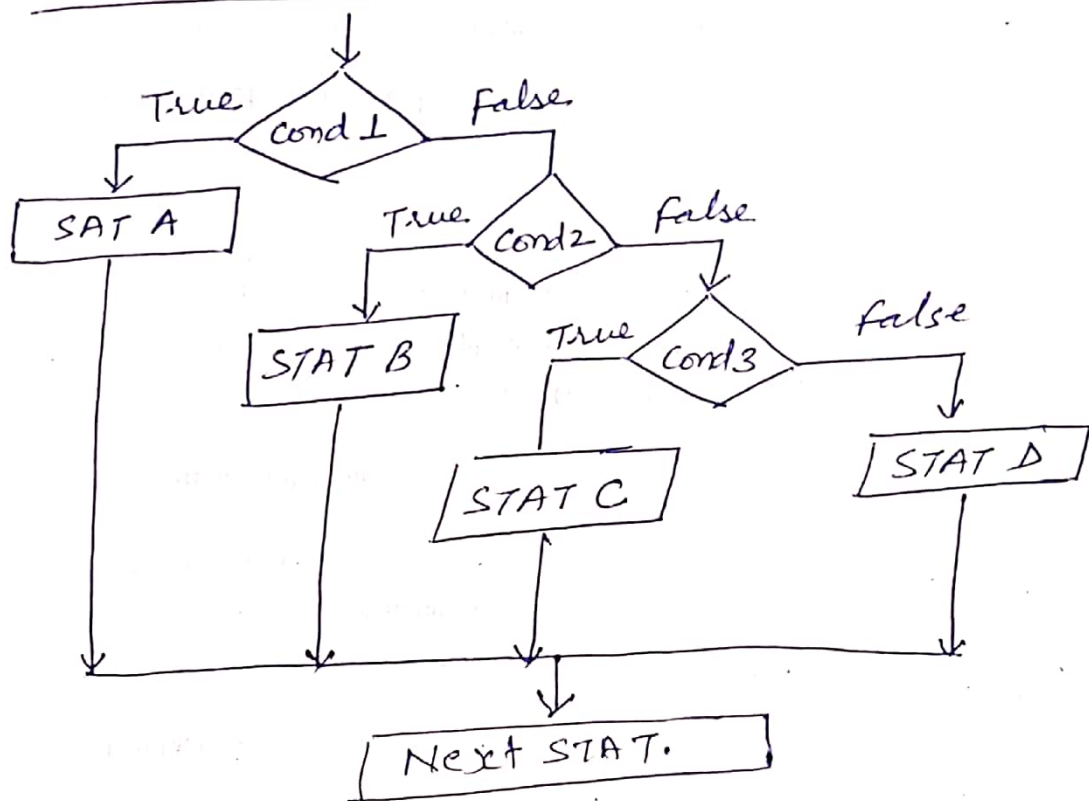 True
False
Cond 1
SAT A
True
False
Cond2
STAT B
True
False
Cond3
STAT C
STAT D
Next STAT.